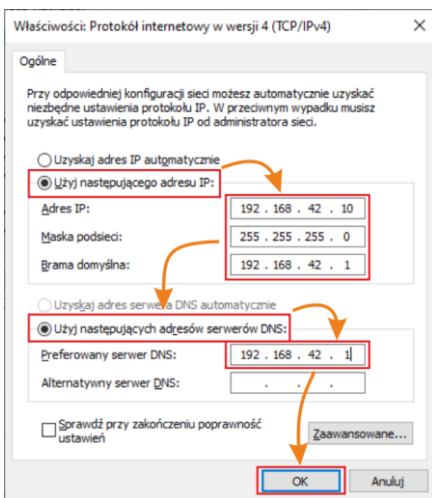 Właściwości: Protokół internetowy w wersji 4 (TCP/IPv4)
Ogólne
Przy odpowiedniej konfiguracji sieci możesz automatycznie uzyskać
niezbędne ustawienia protokołu IP. W przeciwnym wypadku musisz
uzyskać ustawienia protokołu IP od administratora sieci.
Uzyskaj adres IP automatycznie
Użyj następującego adresu IP:
Adres IP: 192 . 168 . 42 . 10
Maska podsieci: 255 . 255 . 255 . 0
Brama domyślna: 192 . 168 . 42 . 1
Uzyskaj adres serwera DNS automatycznie
Użyj następujących adresów serwerów DNS:
Preferowany serwer DNS: 192 . 168 . 42 . 1
Alternatywny serwer DNS: . . .
Sprawdź przy zakończeniu poprawność
ustawień
Zaawansowane...
OK Anuluj